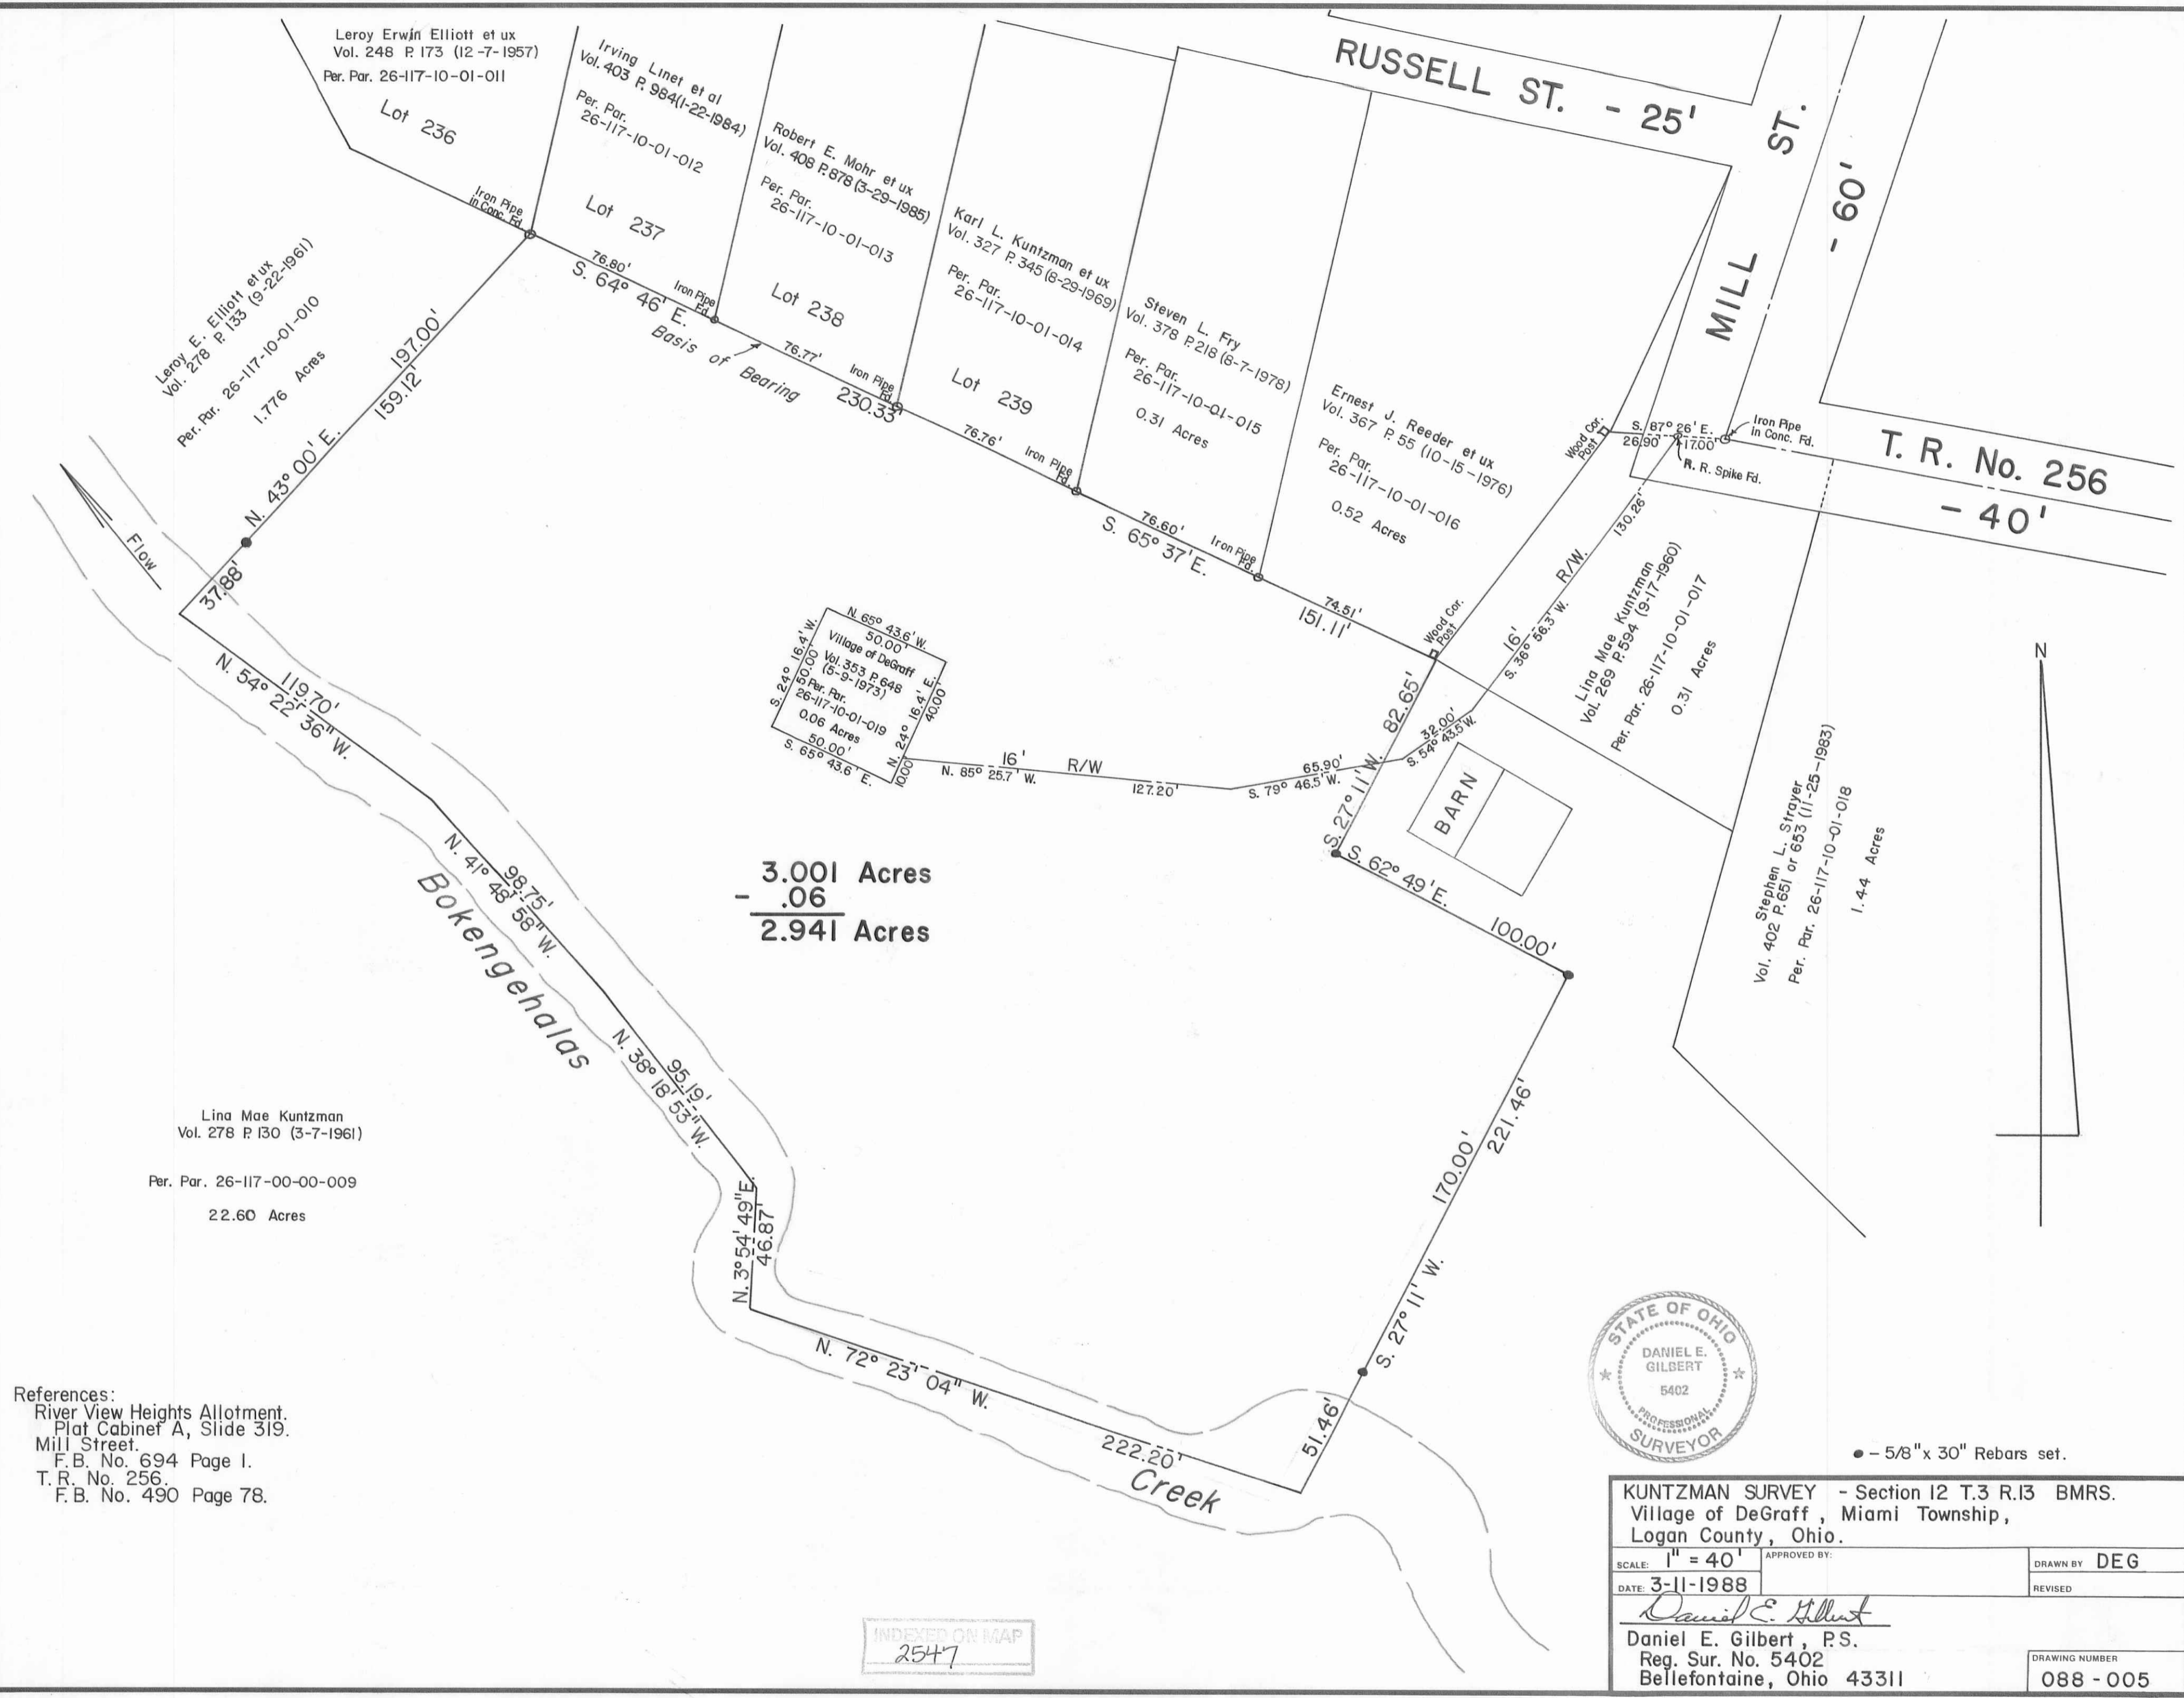 Leroy Erwin Elliott et ux
Vol. 248 P. 173 (12-7-1957)
Per. Par. 26-117-10-01-011
Lot 236
Irving Linet et al
Vol. 403 P. 984 (1-22-1984)
Per. Par.
26-117-10-01-012
Lot 237
Robert E. Mohr et ux
Vol. 408 P. 878 (3-29-1985)
Per. Par.
26-117-10-01-013
Lot 238
Karl L. Kuntzman et ux
Vol. 327 P. 345 (8-29-1969)
Per. Par.
26-117-10-01-014
Lot 239
Steven L. Fry
Vol. 378 P. 218 (8-7-1978)
Per. Par.
26-117-10-01-015
0.31 Acres
Ernest J. Reeder et ux
Vol. 367 P. 55 (10-15-1976)
Per. Par.
26-117-10-01-016
0.52 Acres
RUSSELL ST. - 25'
MILL ST. - 60'
T. R. No. 256
- 40'
Iron Pipe
in Conc. Fd.
76.80'
S. 64° 46' E.
Iron Pipe
Fd.
Basis of Bearing
76.77'
230.33'
Iron Pipe
Fd.
76.76'
Iron Pipe
Fd.
76.60'
S. 65° 37' E.
Iron Pipe
Fd.
74.51'
151.11'
Wood Cor.
Post
Wood Cor.
Post
S. 87° 26' E.
26.90'
17.00'
Iron Pipe
in Conc. Fd.
R. R. Spike Fd.
130.26'
R/W.
16'
S. 36° 56.3' W.
Leroy E. Elliott et ux
Vol. 278 P. 133 (9-22-1961)
Per. Par. 26-117-10-01-010
1.776 Acres
197.00'
159.12'
N. 43° 00' E.
37.88'
Flow
Lina Mae Kuntzman
Vol. 269 P. 594 (9-17-1960)
Per. Par. 26-117-10-01-017
0.31 Acres
Stephen L. Strayer
Vol. 402 P. 651 or 653 (11-25-1983)
Per. Par. 26-117-10-01-018
1.44 Acres
N
N. 65° 43.6' W.
50.00'
S. 24° 16.4' W.
50.00'
Village of DeGraff
Vol. 353 P. 648
(5-9-1973)
Per. Par.
26-117-10-01-019
0.06 Acres
50.00'
S. 65° 43.6' E.
N. 24° 16.4' E.
40.00'
10.00'
16' R/W
N. 85° 25.7' W.
127.20'
65.90'
S. 79° 46.5' W.
32.00'
S. 54° 43.5' W.
82.65'
S. 27° 11' W.
BARN
S. 62° 49' E.
100.00'
3.001 Acres
- .06
2.941 Acres
N. 54° 22' 36" W.
119.70'
N. 41° 48' 58" W.
98.75'
N. 38° 18' 53" W.
95.19'
N. 3° 54' 49" E.
46.87'
N. 72° 23' 04" W.
222.20'
Bokengehalas
Creek
221.46'
170.00'
S. 27° 11' W.
51.46'
Lina Mae Kuntzman
Vol. 278 P. 130 (3-7-1961)
Per. Par. 26-117-00-00-009
22.60 Acres
References:
River View Heights Allotment.
Plat Cabinet A, Slide 319.
Mill Street.
F.B. No. 694 Page 1.
T. R. No. 256.
F. B. No. 490 Page 78.
STATE OF OHIO
DANIEL E.
GILBERT
5402
PROFESSIONAL
SURVEYOR
- 5/8" x 30" Rebars set.
INDEXED ON MAP
2547
KUNTZMAN SURVEY - Section 12 T.3 R.13 BMRS.
Village of DeGraff, Miami Township,
Logan County, Ohio.
SCALE: 1" = 40'
APPROVED BY:
DRAWN BY DEG
DATE: 3-11-1988
REVISED
Daniel E. Gilbert
Daniel E. Gilbert, P.S.
Reg. Sur. No. 5402
Bellefontaine, Ohio 43311
DRAWING NUMBER
088-005